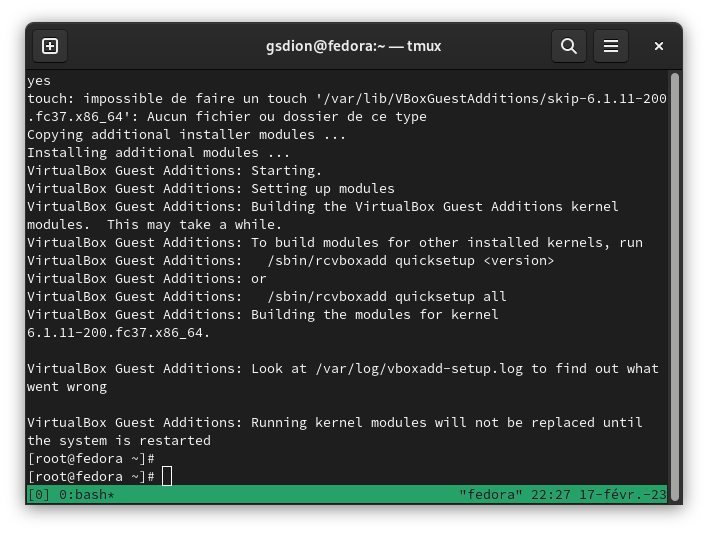 gsdion@fedora:~ — tmux
yes
touch: impossible de faire un touch '/var/lib/VBoxGuestAdditions/skip-6.1.11-200
.fc37.x86_64': Aucun fichier ou dossier de ce type
Copying additional installer modules ...
Installing additional modules ...
VirtualBox Guest Additions: Starting.
VirtualBox Guest Additions: Setting up modules
VirtualBox Guest Additions: Building the VirtualBox Guest Additions kernel
modules.  This may take a while.
VirtualBox Guest Additions: To build modules for other installed kernels, run
VirtualBox Guest Additions:   /sbin/rcvboxadd quicksetup <version>
VirtualBox Guest Additions: or
VirtualBox Guest Additions:   /sbin/rcvboxadd quicksetup all
VirtualBox Guest Additions: Building the modules for kernel
6.1.11-200.fc37.x86_64.
VirtualBox Guest Additions: Look at /var/log/vboxadd-setup.log to find out what
went wrong
VirtualBox Guest Additions: Running kernel modules will not be replaced until
the system is restarted
[root@fedora ~]#
[root@fedora ~]#
[0] 0:bash* "fedora" 22:27 17-févr.-23